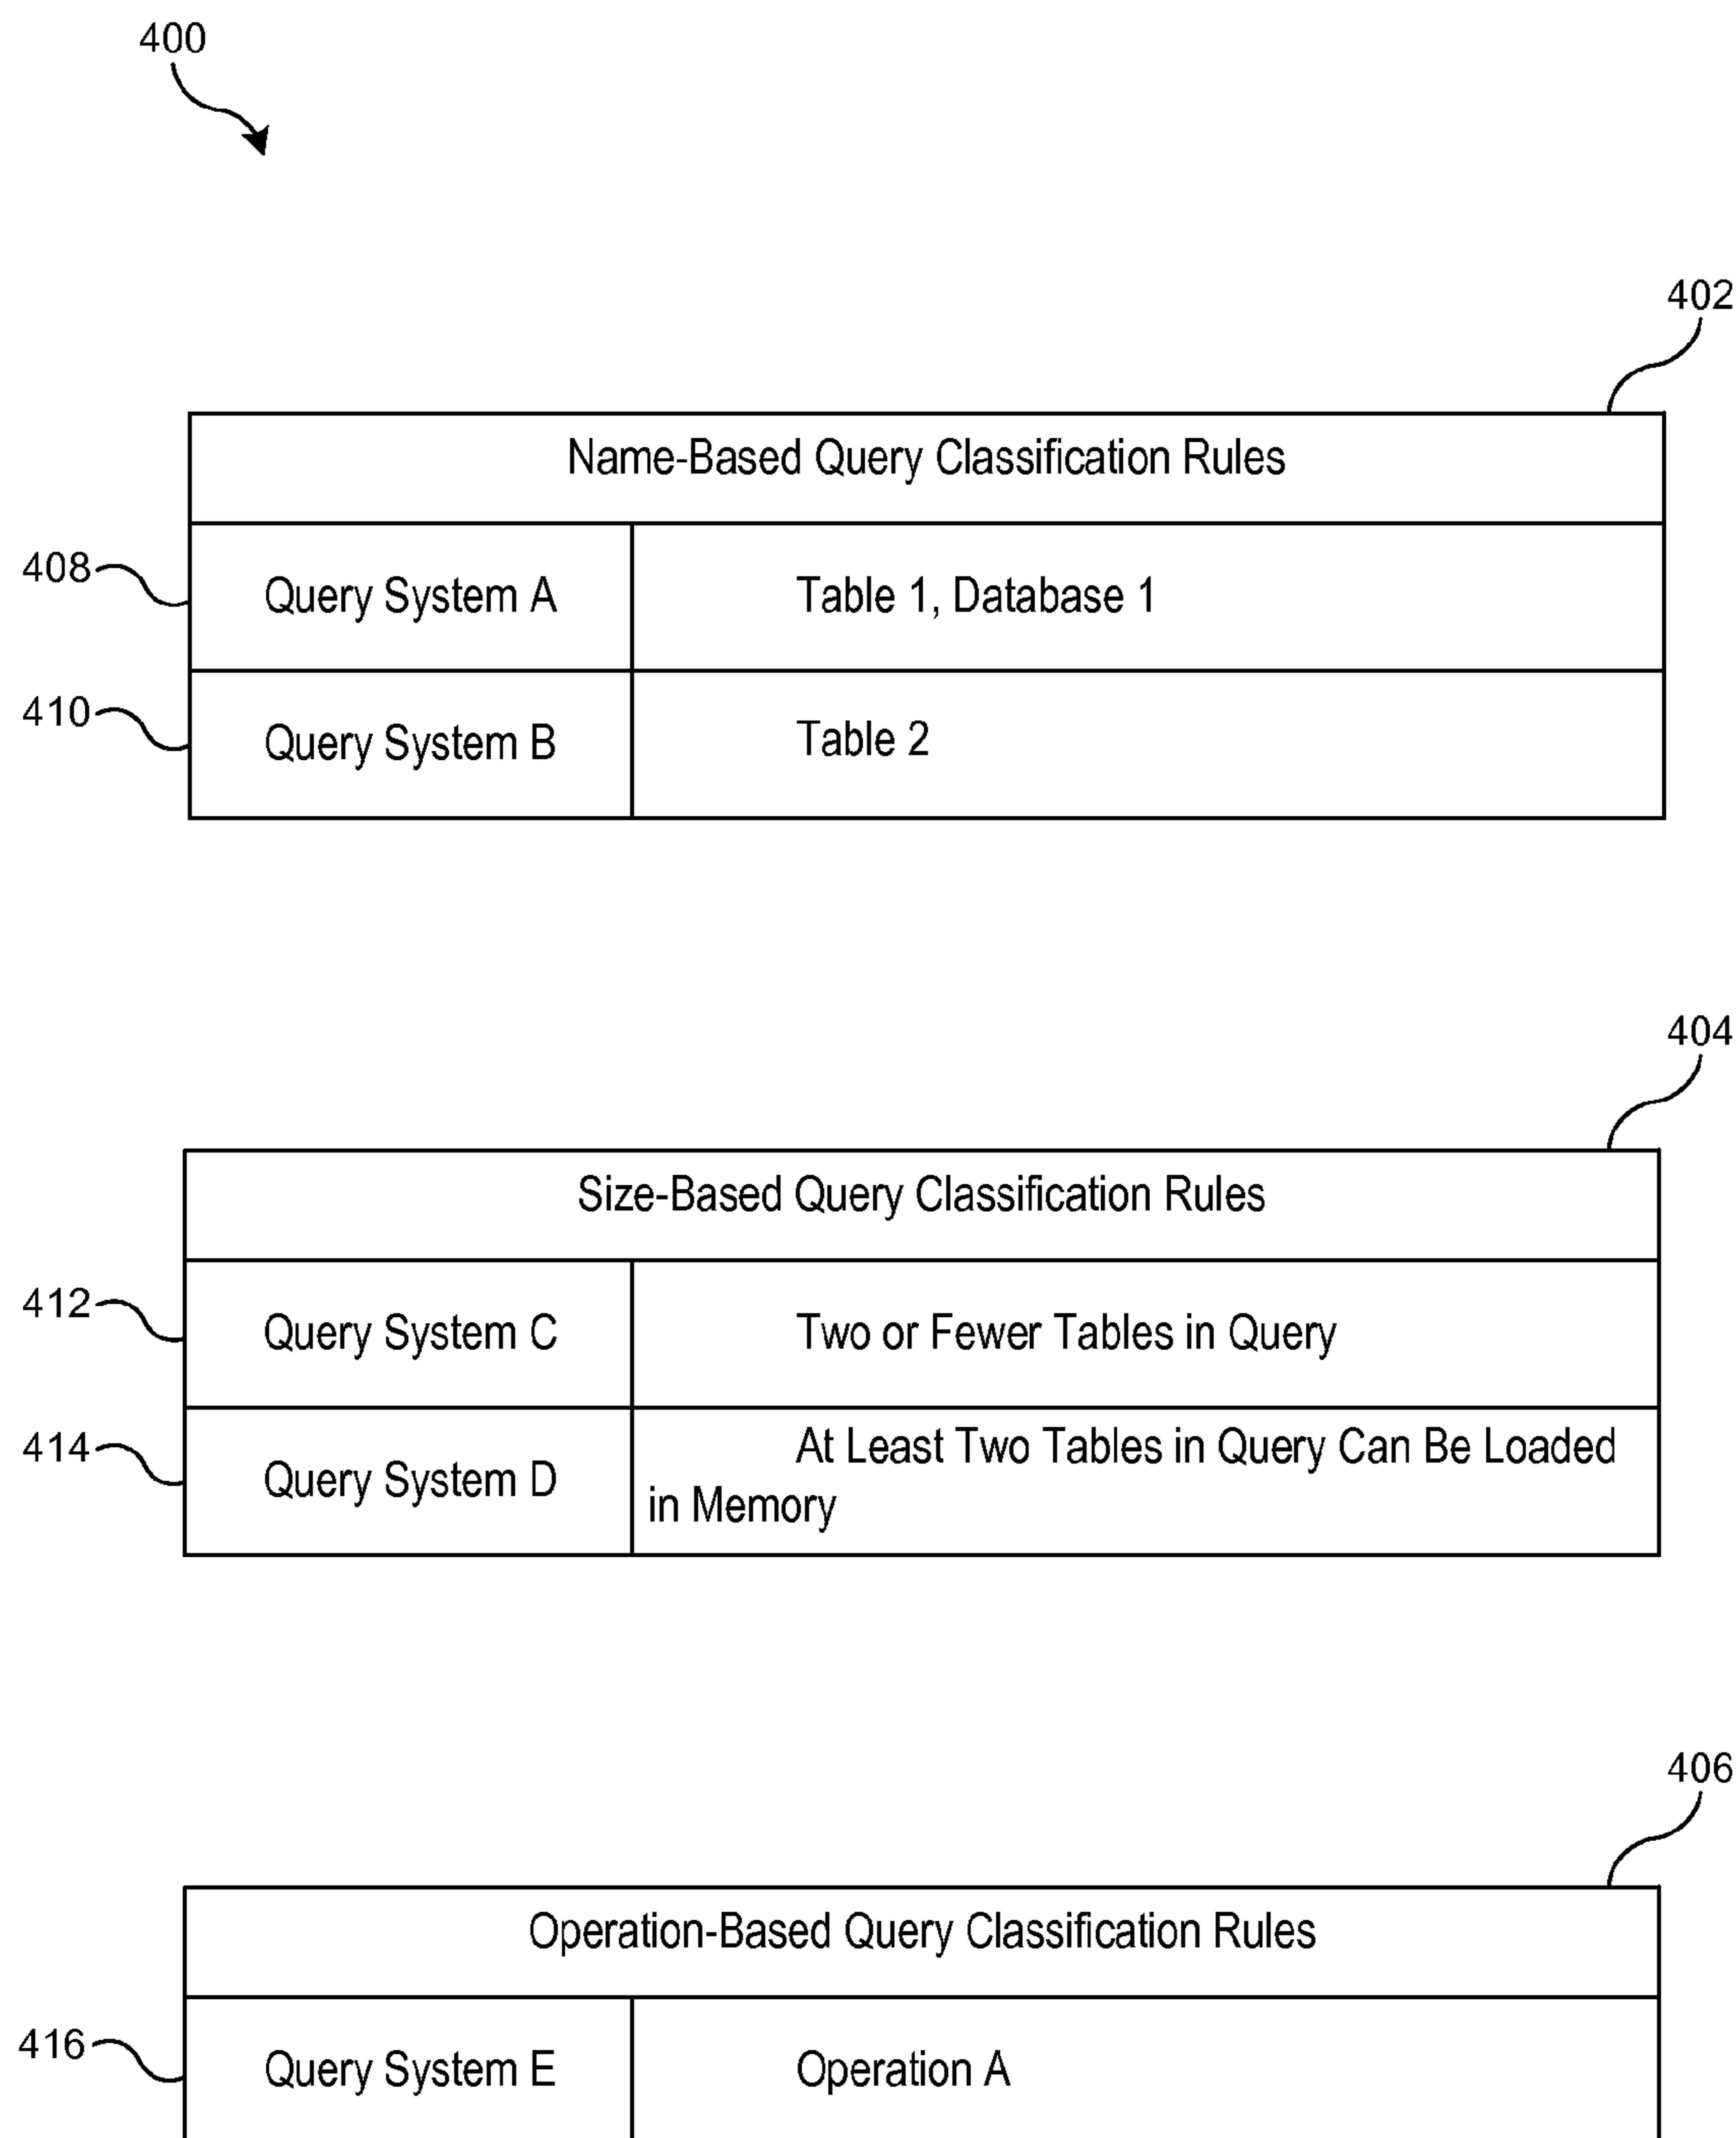 400
402
Name-Based Query Classification Rules
408
Query System A
Table 1, Database 1
410
Query System B
Table 2
404
Size-Based Query Classification Rules
412
Query System C
Two or Fewer Tables in Query
414
Query System D
At Least Two Tables in Query Can Be Loaded
in Memory
406
Operation-Based Query Classification Rules
416
Query System E
Operation A